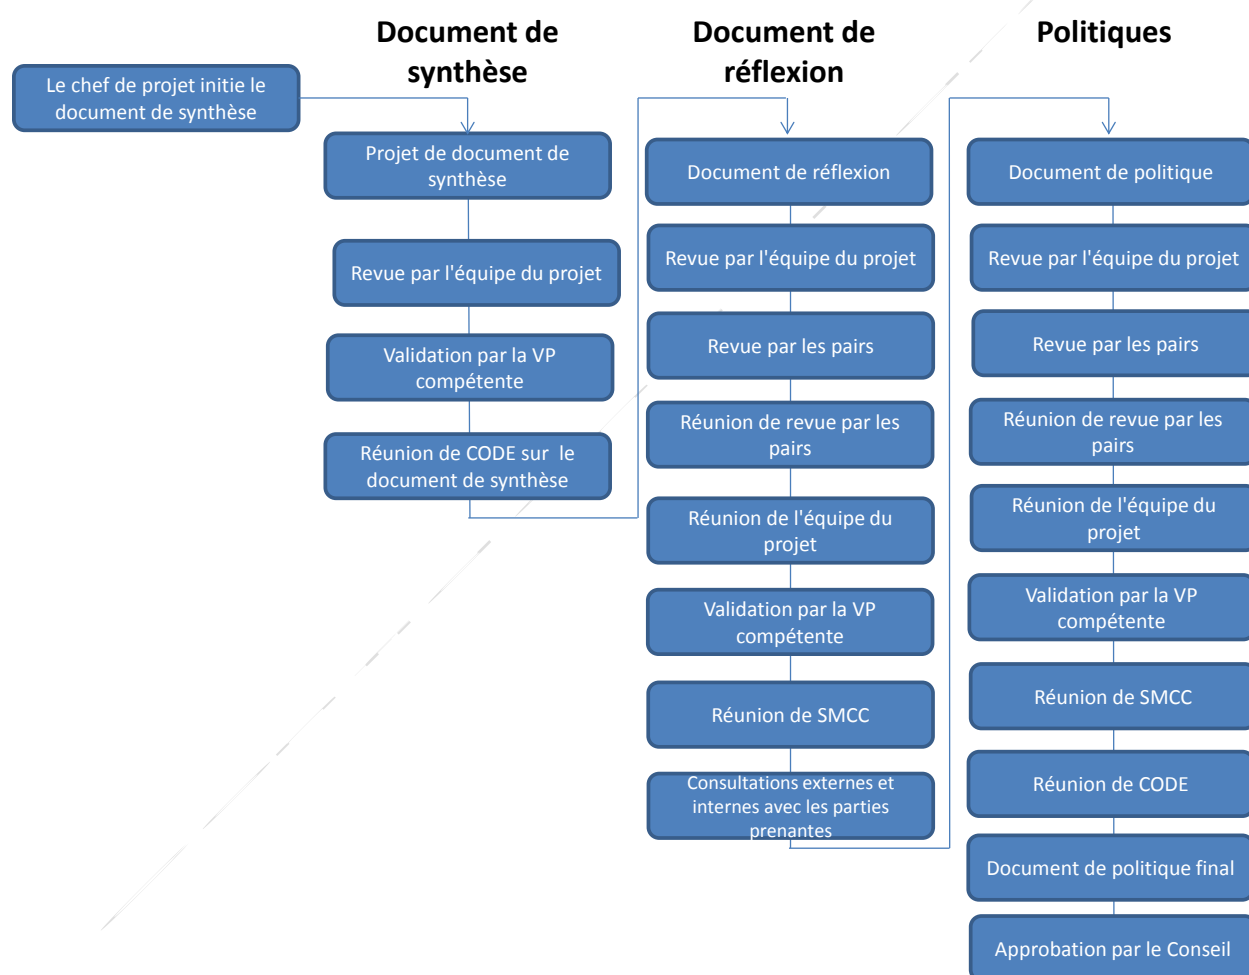 Document de
synthèse
Le chef de projet initie le
document de synthèse
Projet de document de
synthèse
Revue par l'équipe du projet
Validation par la VP
compétente
Réunion de CODE sur le
document de synthèse
Document de
réflexion
Document de réflexion
Revue par l'équipe du projet
Revue par les pairs
Réunion de revue par les
pairs
Réunion de l'équipe du
projet
Validation par la VP
compétente
Réunion de SMCC
Consultations externes et
internes avec les parties
prenantes
Politiques
Document de politique
Revue par l'équipe du projet
Revue par les pairs
Réunion de revue par les
pairs
Réunion de l'équipe du
projet
Validation par la VP
compétente
Réunion de SMCC
Réunion de CODE
Document de politique final
Approbation par le Conseil